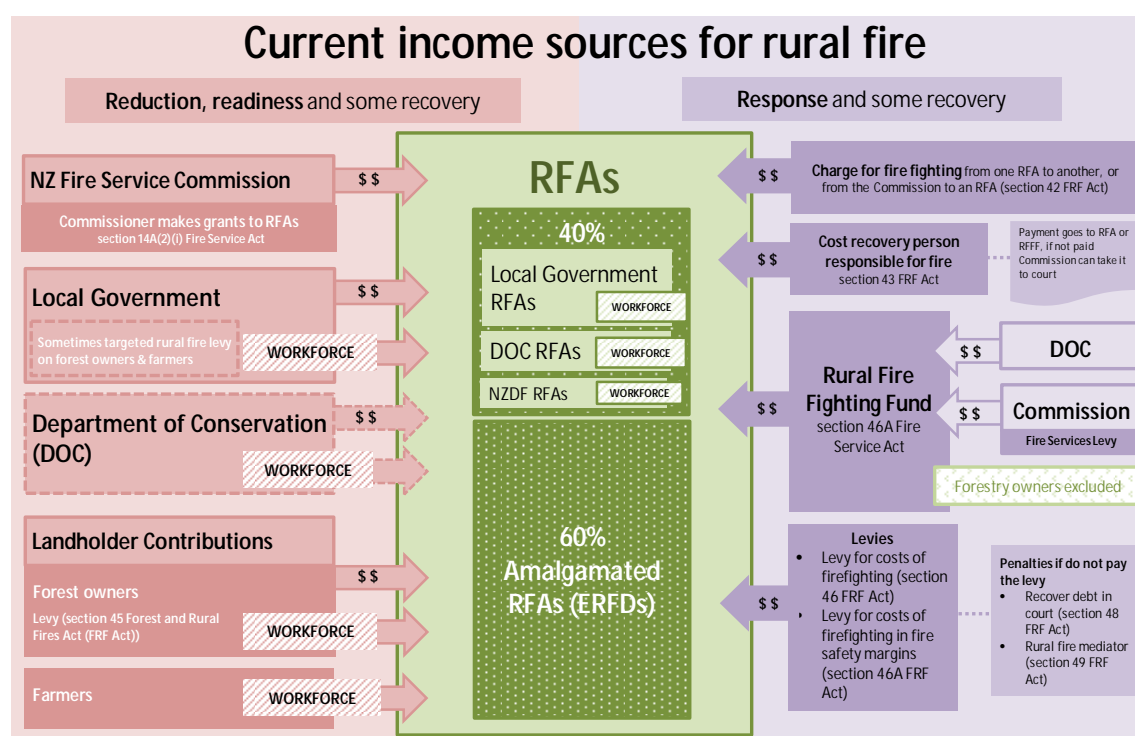 Current income sources for rural fire
Reduction, readiness and some recovery
Response and some recovery
NZ Fire Service Commission
$ $
Commissioner makes grants to RFAs
section 14A(2)(i) Fire Service Act
Local Government
$ $
Sometimes targeted rural fire levy
on forest owners & farmers
WORKFORCE
Department of Conservation
(DOC)
$ $
WORKFORCE
Landholder Contributions
$ $
Forest owners
Levy (section 45 Forest and Rural
Fires Act (FRF Act))
WORKFORCE
Farmers
WORKFORCE
RFAs
40%
Local Government
RFAs
WORKFORCE
DOC RFAs
WORKFORCE
NZDF RFAs
WORKFORCE
60%
Amalgamated
RFAs (ERFDs)
$ $
Charge for fire fighting from one RFA to another, or
from the Commission to an RFA (section 42 FRF Act)
$ $
Cost recovery person
responsible for fire
section 43 FRF Act
Payment goes to RFA or
RFFF, if not paid
Commission can take it
to court
$ $
Rural Fire
Fighting Fund
section 46A Fire
Service Act
$ $
DOC
$ $
Commission
Fire Services Levy
Forestry owners excluded
$ $
Levies
• Levy for costs of
firefighting (section
46 FRF Act)
• Levy for costs of
firefighting in fire
safety margins
(section 46A FRF
Act)
Penalties if do not pay
the levy
• Recover debt in
court (section 48
FRF Act)
• Rural fire mediator
(section 49 FRF
Act)